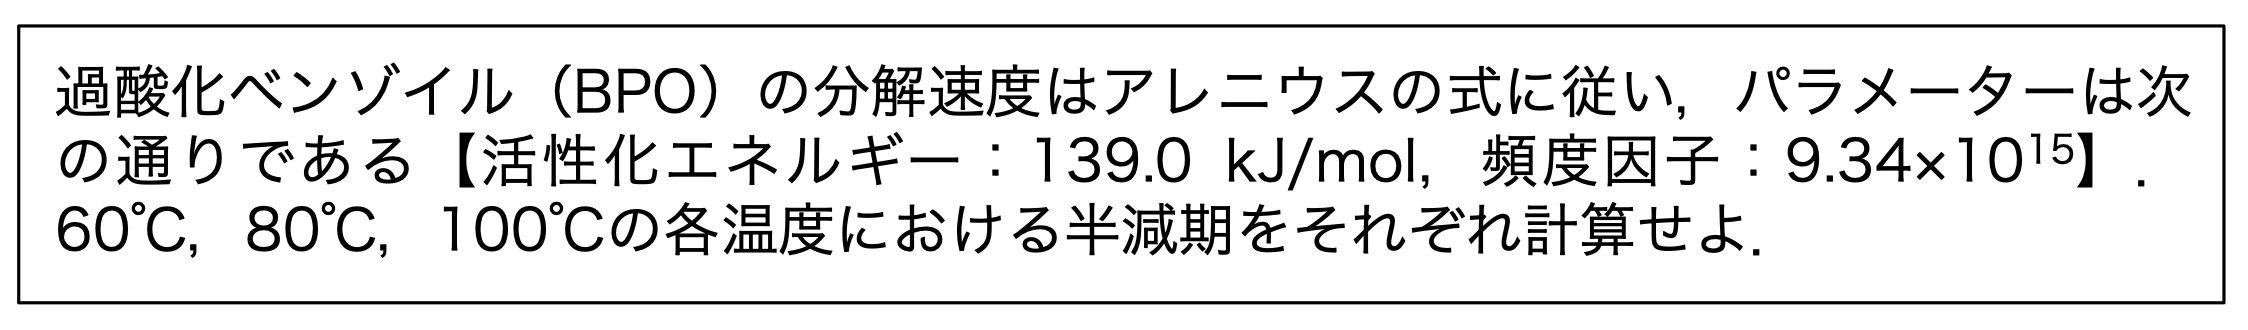 過酸化ベンゾイル（BPO）の分解速度はアレニウスの式に従い，パラメーターは次
の通りである【活性化エネルギー：139.0 kJ/mol，頻度因子：9.34×10¹⁵】．
60℃，80℃，100℃の各温度における半減期をそれぞれ計算せよ．